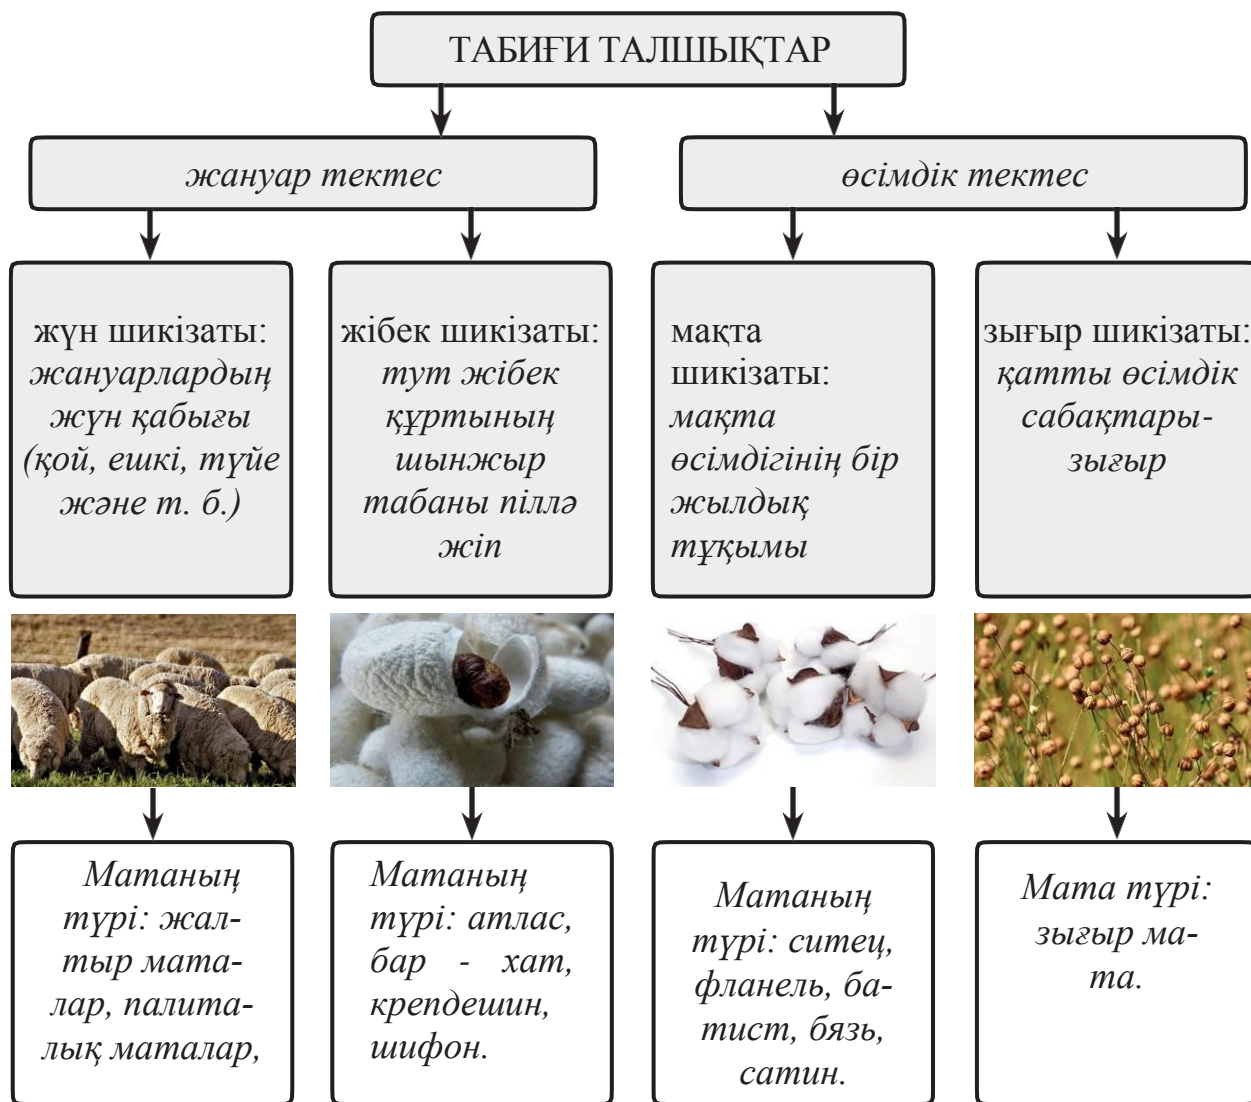 ТАБИҒИ ТАЛШЫҚТАР
жануар тектес
өсімдік тектес
жүн шикізаты:
жануарлардың
жүн қабығы
(қой, ешкі, түйе
және т. б.)
жібек шикізаты:
тут жібек
құртының
шынжыр
табаны піллә
жіп
мақта
шикізаты:
мақта
өсімдігінің бір
жылдық
тұқымы
зығыр шикізаты:
қатты өсімдік
сабақтары-
зығыр
Матаның
түрі: жал-
тыр мата-
лар, палита-
лық маталар,
Матаның
түрі: атлас,
бар - хат,
крепдешин,
шифон.
Матаның
түрі: ситец,
фланель, ба-
тист, бязь,
сатин.
Мата түрі:
зығыр ма-
та.